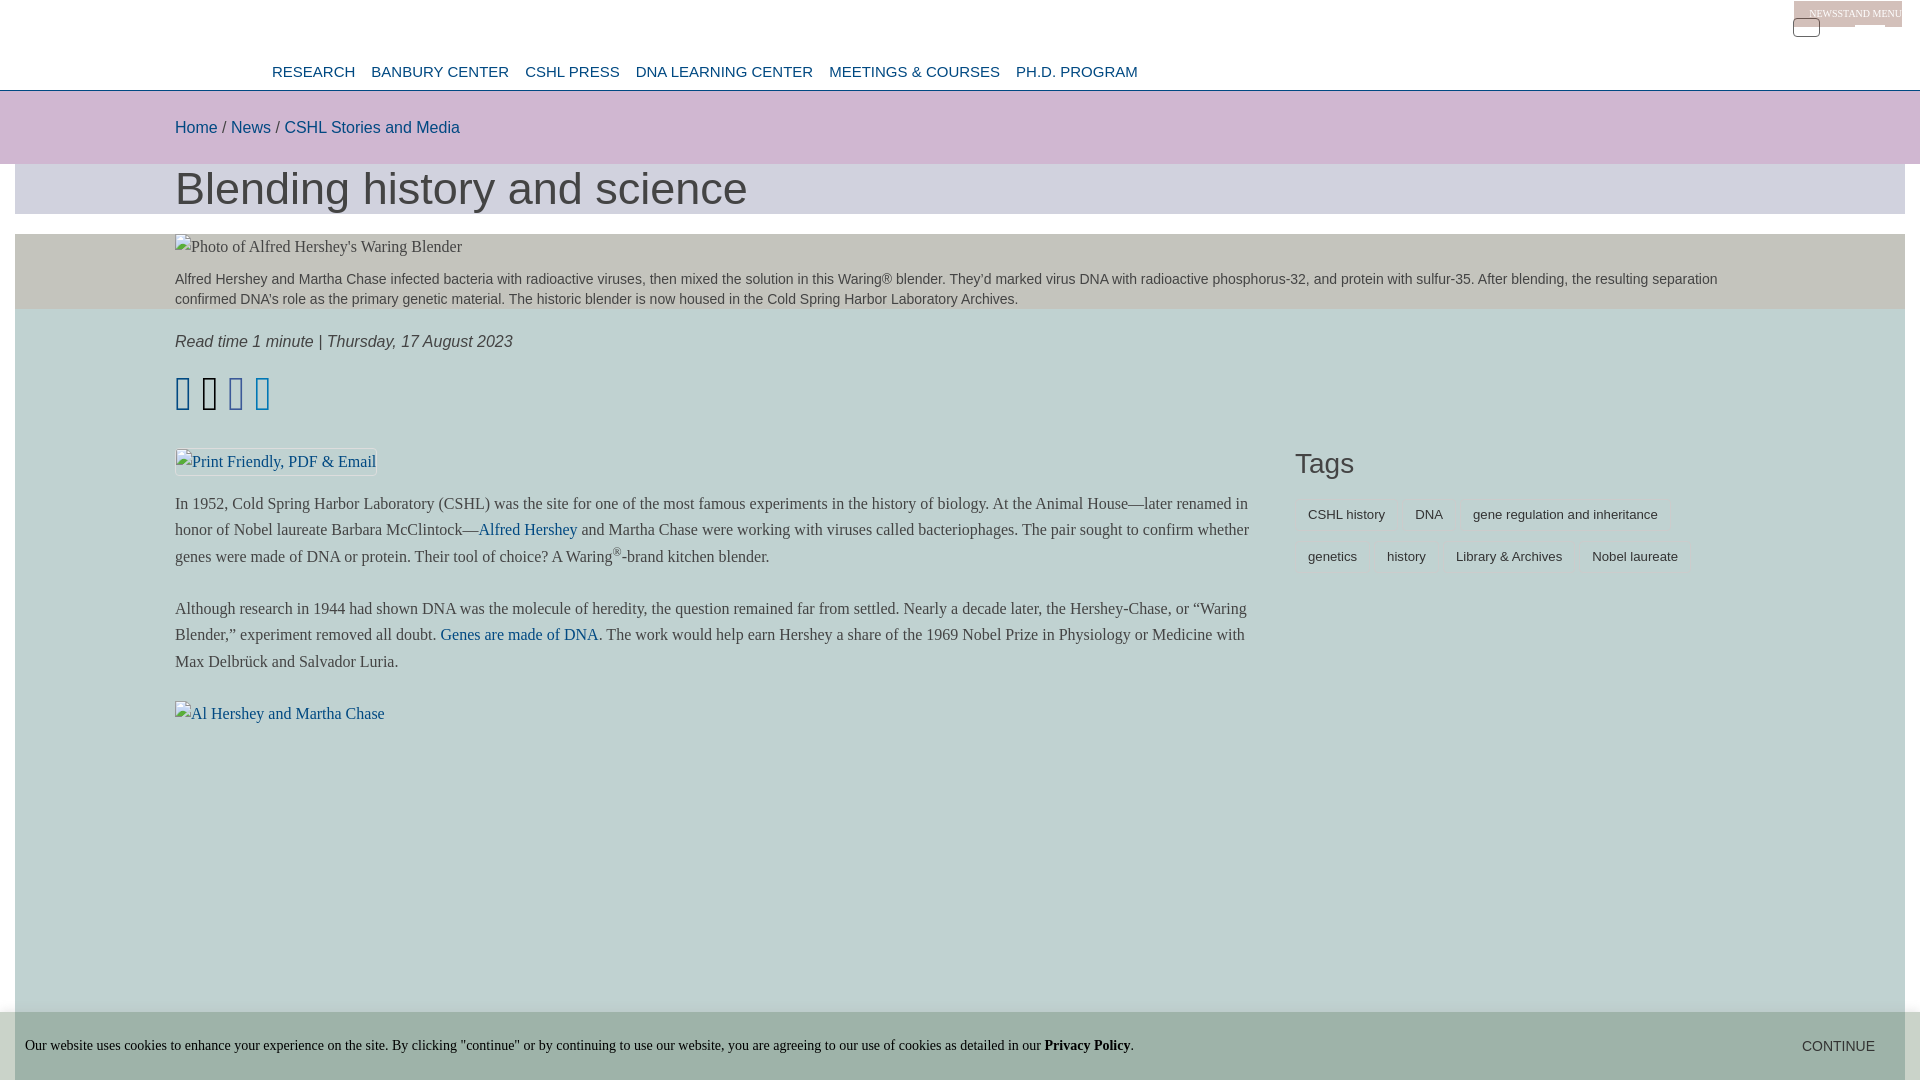 NEWSSTAND MENU
RESEARCH BANBURY CENTER CSHL PRESS DNA LEARNING CENTER MEETINGS & COURSES PH.D. PROGRAM
Home / News / CSHL Stories and Media
Blending history and science
Photo of Alfred Hershey's Waring Blender
Alfred Hershey and Martha Chase infected bacteria with radioactive viruses, then mixed the solution in this Waring® blender. They’d marked virus DNA with radioactive phosphorus-32, and protein with sulfur-35. After blending, the resulting separation
confirmed DNA’s role as the primary genetic material. The historic blender is now housed in the Cold Spring Harbor Laboratory Archives.
Read time 1 minute | Thursday, 17 August 2023
Print Friendly, PDF & Email
In 1952, Cold Spring Harbor Laboratory (CSHL) was the site for one of the most famous experiments in the history of biology. At the Animal House—later renamed in
honor of Nobel laureate Barbara McClintock—Alfred Hershey and Martha Chase were working with viruses called bacteriophages. The pair sought to confirm whether
genes were made of DNA or protein. Their tool of choice? A Waring®-brand kitchen blender.
Although research in 1944 had shown DNA was the molecule of heredity, the question remained far from settled. Nearly a decade later, the Hershey-Chase, or “Waring
Blender,” experiment removed all doubt. Genes are made of DNA. The work would help earn Hershey a share of the 1969 Nobel Prize in Physiology or Medicine with
Max Delbrück and Salvador Luria.
Al Hershey and Martha Chase
Tags
CSHL history DNA gene regulation and inheritance
genetics history Library & Archives Nobel laureate
Our website uses cookies to enhance your experience on the site. By clicking "continue" or by continuing to use our website, you are agreeing to our use of cookies as detailed in our Privacy Policy.
CONTINUE